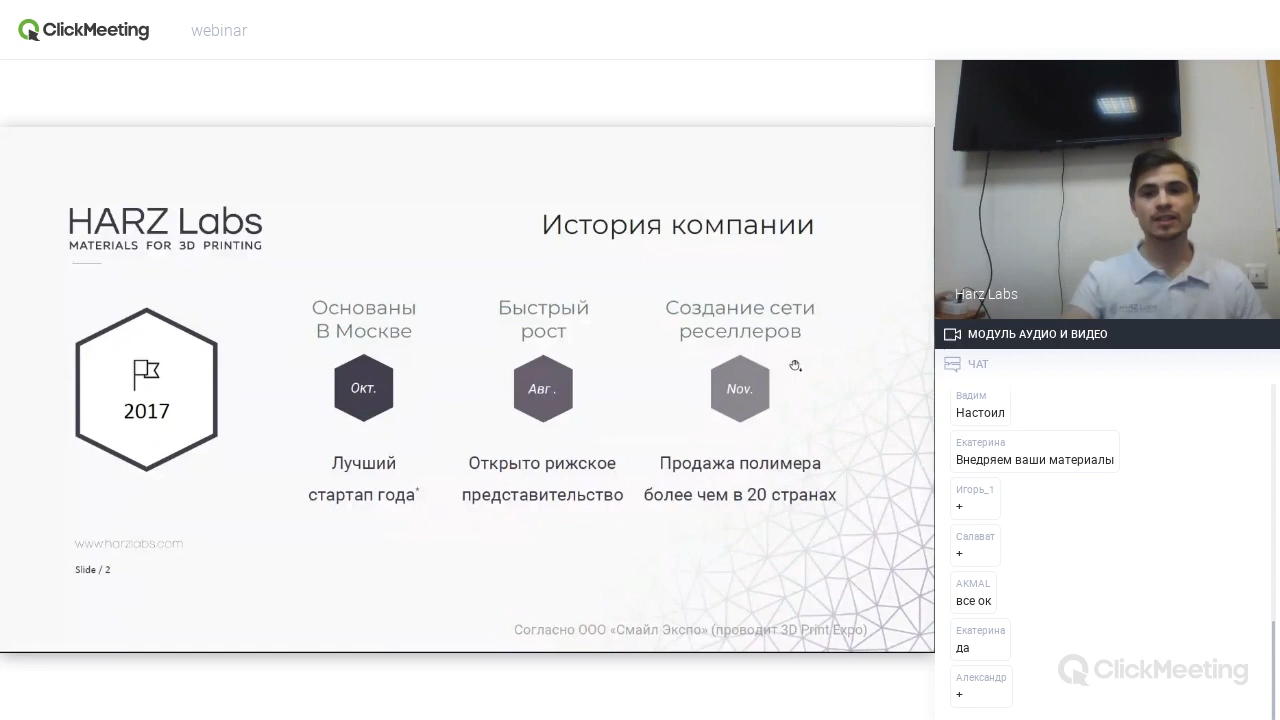 ClickMeeting
webinar
HARZ Labs
MATERIALS FOR 3D PRINTING
История компании
2017
Основаны
В Москве
Окт.
Лучший
стартап года*
Быстрый
рост
Авг .
Открыто рижское
представительство
Создание сети
реселлеров
Nov.
Продажа полимера
более чем в 20 странах
www.harzlabs.com
Slide / 2
Согласно ООО «Смайл Экспо» (проводит 3D Print Expo)
HARZ Labs
Harz Labs
МОДУЛЬ АУДИО И ВИДЕО
ЧАТ
Вадим
Настоил
Екатерина
Внедряем ваши материалы
Игорь_1
+
Салават
+
AKMAL
все ок
Екатерина
да
Александр
+
ClickMeeting